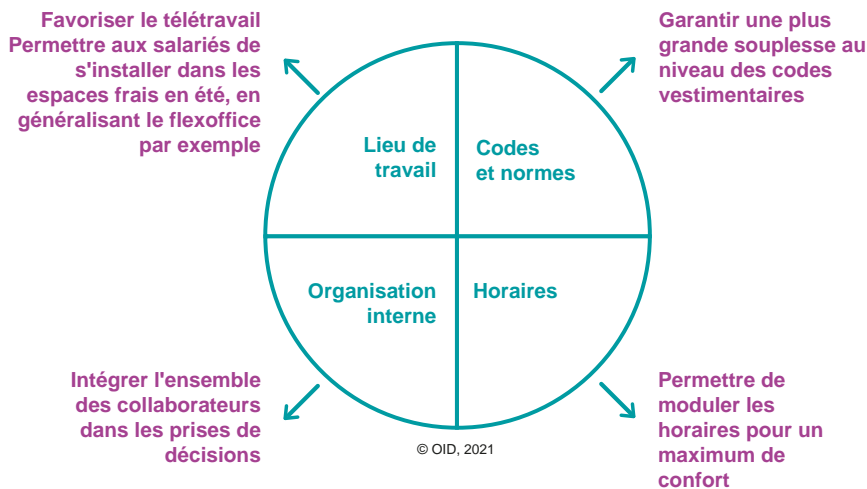 Favoriser le télétravail
Permettre aux salariés de
s'installer dans les
espaces frais en été, en
généralisant le flexoffice
par exemple
Garantir une plus
grande souplesse au
niveau des codes
vestimentaires
Lieu de
travail
Codes
et normes
Organisation
interne
Horaires
Intégrer l'ensemble
des collaborateurs
dans les prises de
décisions
Permettre de
moduler les
horaires pour un
maximum de
confort
© OID, 2021